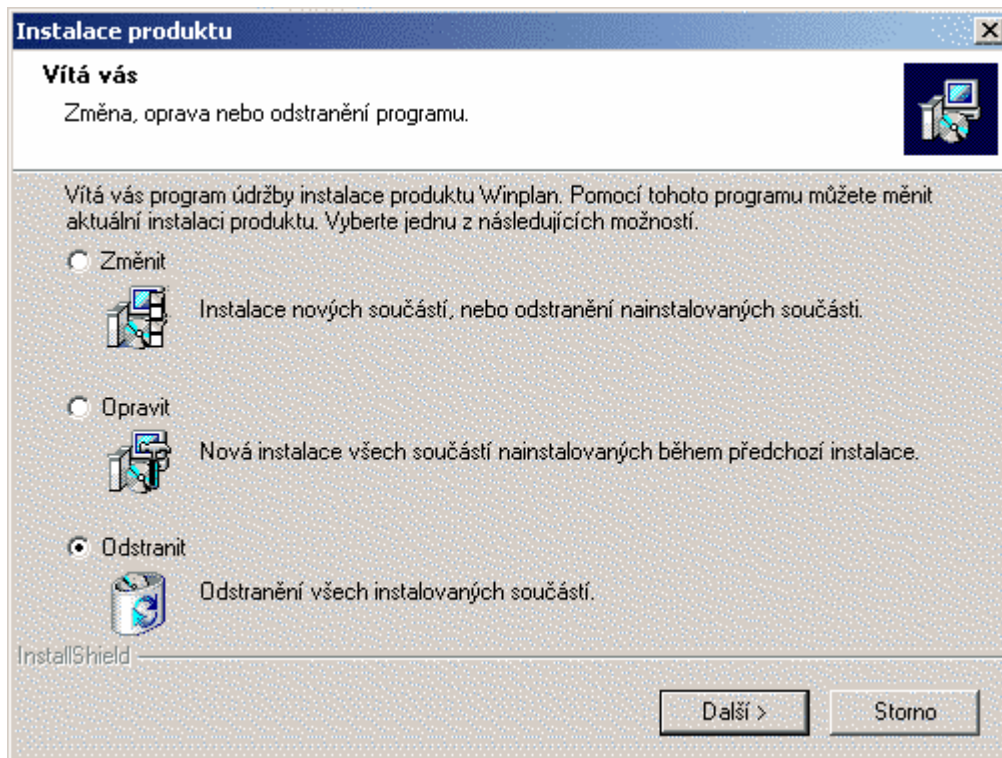 Instalace produktu
Vítá vás
Změna, oprava nebo odstranění programu.
Vítá vás program údržby instalace produktu Winplan. Pomocí tohoto programu můžete měnit
aktuální instalaci produktu. Vyberte jednu z následujících možností.
Změnit
Instalace nových součástí, nebo odstranění nainstalovaných součásti.
Opravit
Nová instalace všech součástí nainstalovaných během předchozí instalace.
Odstranit
Odstranění všech instalovaných součástí.
InstallShield
Další >
Storno